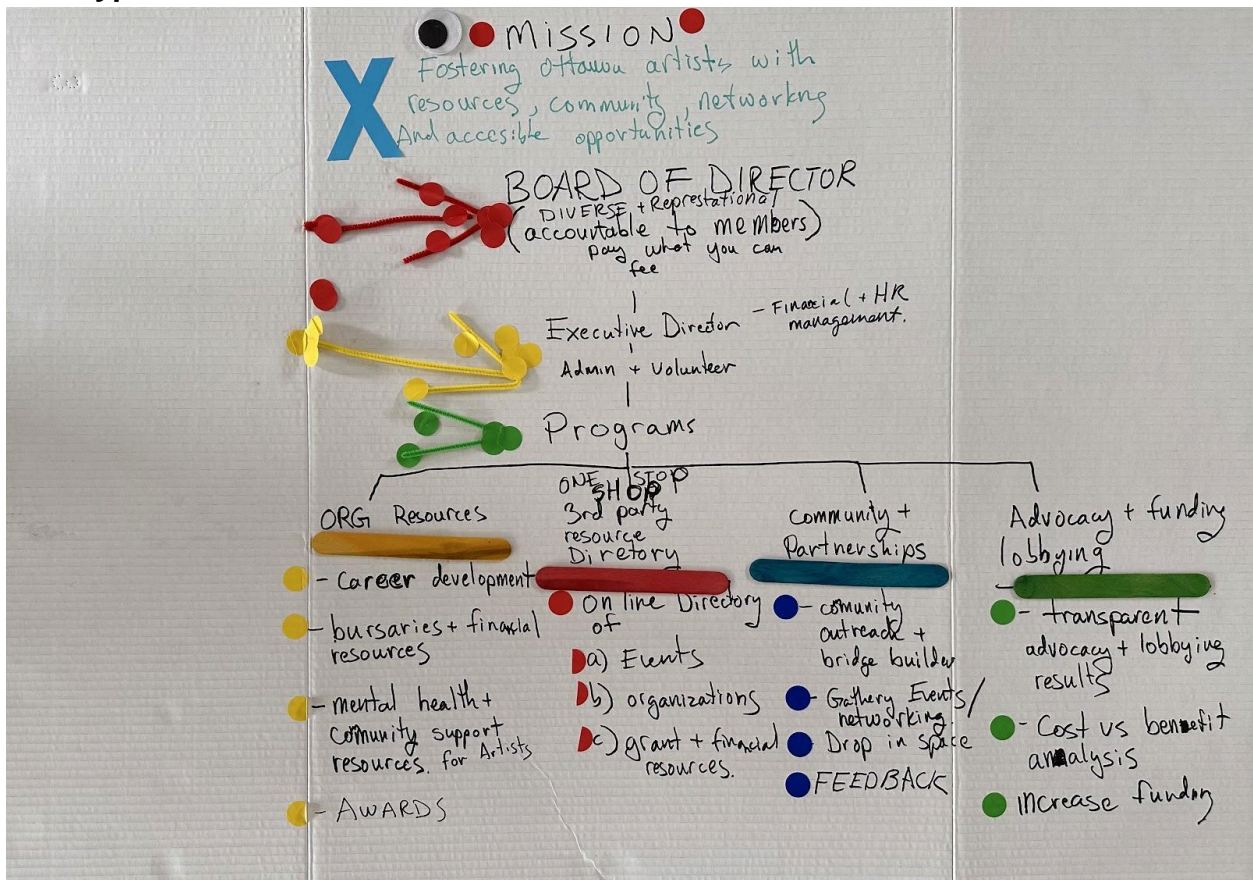 MISSION
Fostering Ottawa artists with
resources, community, networkng
And accesible opportunities
BOARD OF DIRECTOR
DIVERSE + Represtational
(accountable to members)
pay what you can
fee
Executive Director
- Financial + HR
management.
Admin + Volunteer
Programs
ORG Resources
- Career development
- bursaries + financial
resources
- mental health +
comunity support
resources. for Artists
- AWARDS
ONE STOP
SHOP
3rd party
resource
Diretory
On line Directory
of
a) Events
b) organizations
c) grant + financial
resources.
Community +
Partnerships
- comunity
outreach +
bridge builder
- Gathery Events/
networking
Drop in space
FEEDBACK
Advocacy + funding
lobbying
- transparent
advocacy + lobbying
results
- Cost vs benefit
analysis
increase funding